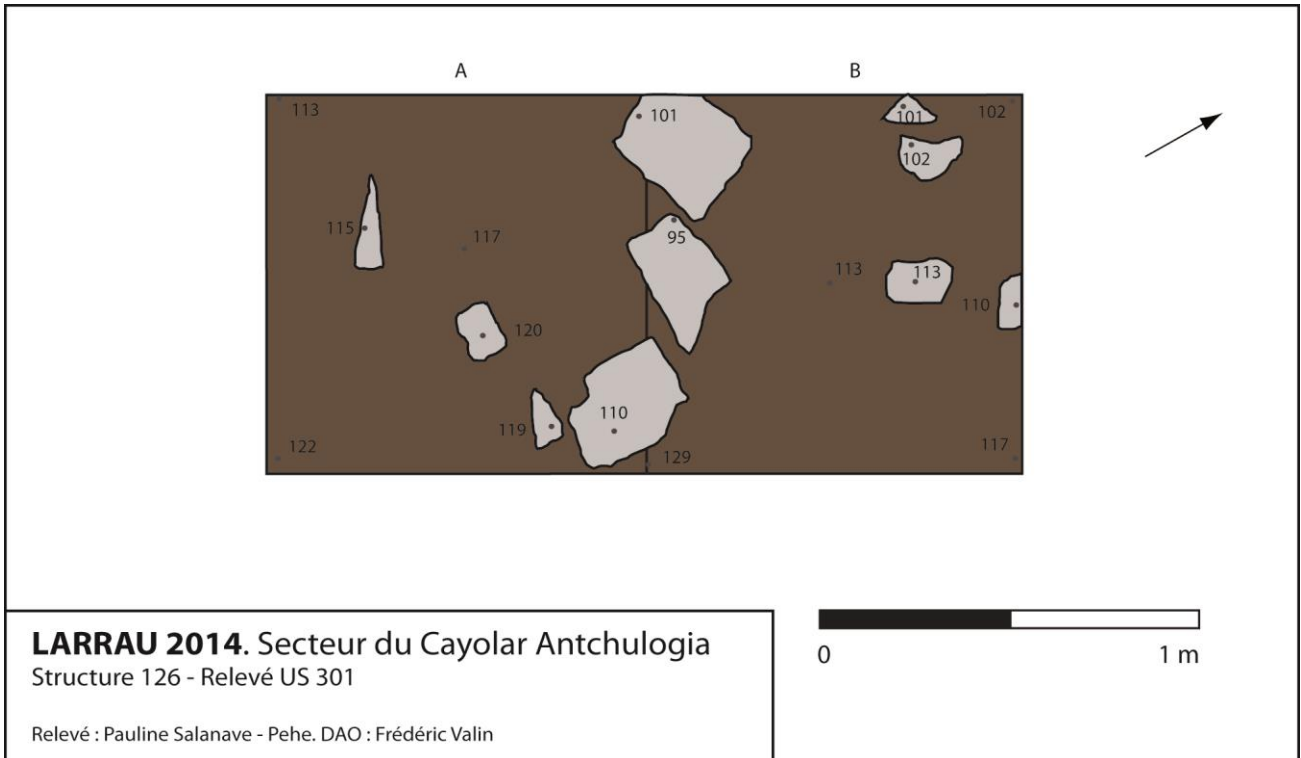 A B
113 101 101 102
102
115 117 95
113 113
110
120
119 110
122 129 117
LARRAU 2014. Secteur du Cayolar Antchulogia
Structure 126 - Relevé US 301
Relevé : Pauline Salanave - Pehe. DAO : Frédéric Valin
0 1 m